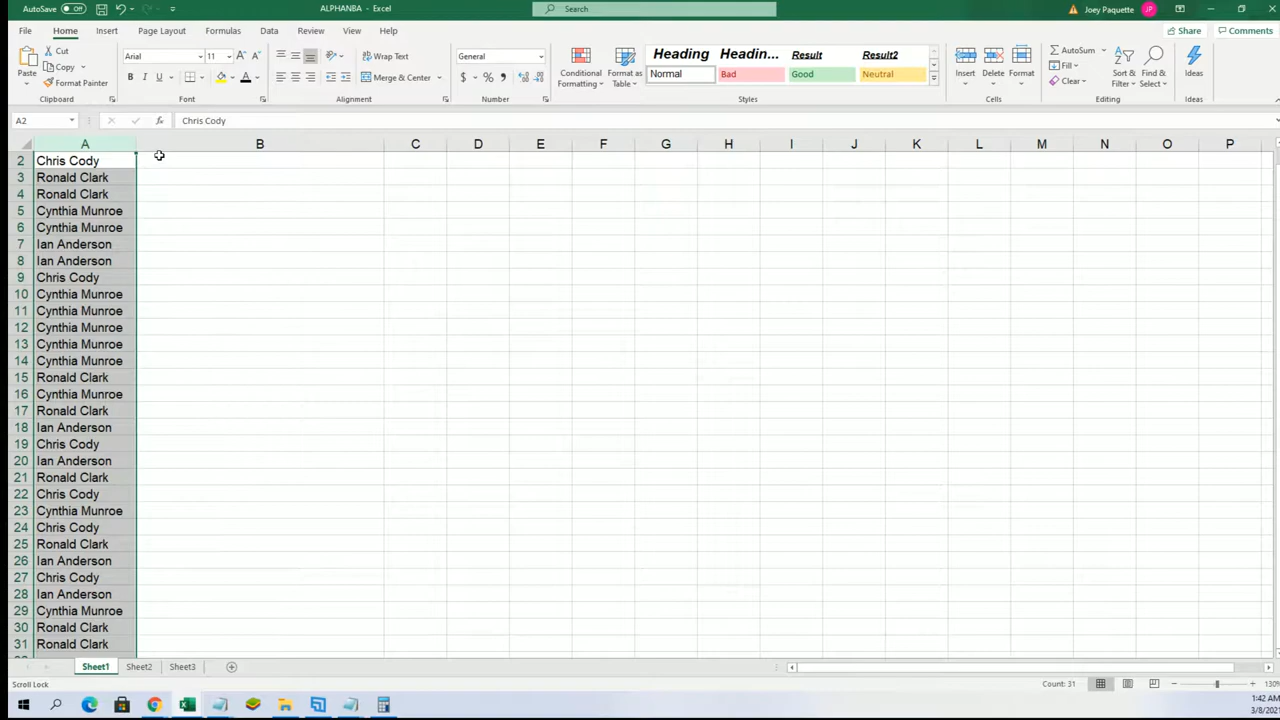 AutoSave Off ALPHANBA - Excel Search Joey Paquette JP
File Home Insert Page Layout Formulas Data Review View Help Share Comments
Paste Cut Copy Format Painter Clipboard
Arial 11 A A B I U A Font
Wrap Text Merge & Center Alignment
General $ % Number
Conditional Formatting Format as Table
Heading Headin... Result Result2
Normal Bad Good Neutral
Styles
Insert Delete Format Cells
AutoSum Fill Clear Sort & Filter Find & Select Editing
Ideas Ideas
A2 fx Chris Cody
A B C D E F G H I J K L M N O P
2 Chris Cody
3 Ronald Clark
4 Ronald Clark
5 Cynthia Munroe
6 Cynthia Munroe
7 Ian Anderson
8 Ian Anderson
9 Chris Cody
10 Cynthia Munroe
11 Cynthia Munroe
12 Cynthia Munroe
13 Cynthia Munroe
14 Cynthia Munroe
15 Ronald Clark
16 Cynthia Munroe
17 Ronald Clark
18 Ian Anderson
19 Chris Cody
20 Ian Anderson
21 Ronald Clark
22 Chris Cody
23 Cynthia Munroe
24 Chris Cody
25 Ronald Clark
26 Ian Anderson
27 Chris Cody
28 Ian Anderson
29 Cynthia Munroe
30 Ronald Clark
31 Ronald Clark
Sheet1 Sheet2 Sheet3
Scroll Lock Count: 31 130%
1:42 AM